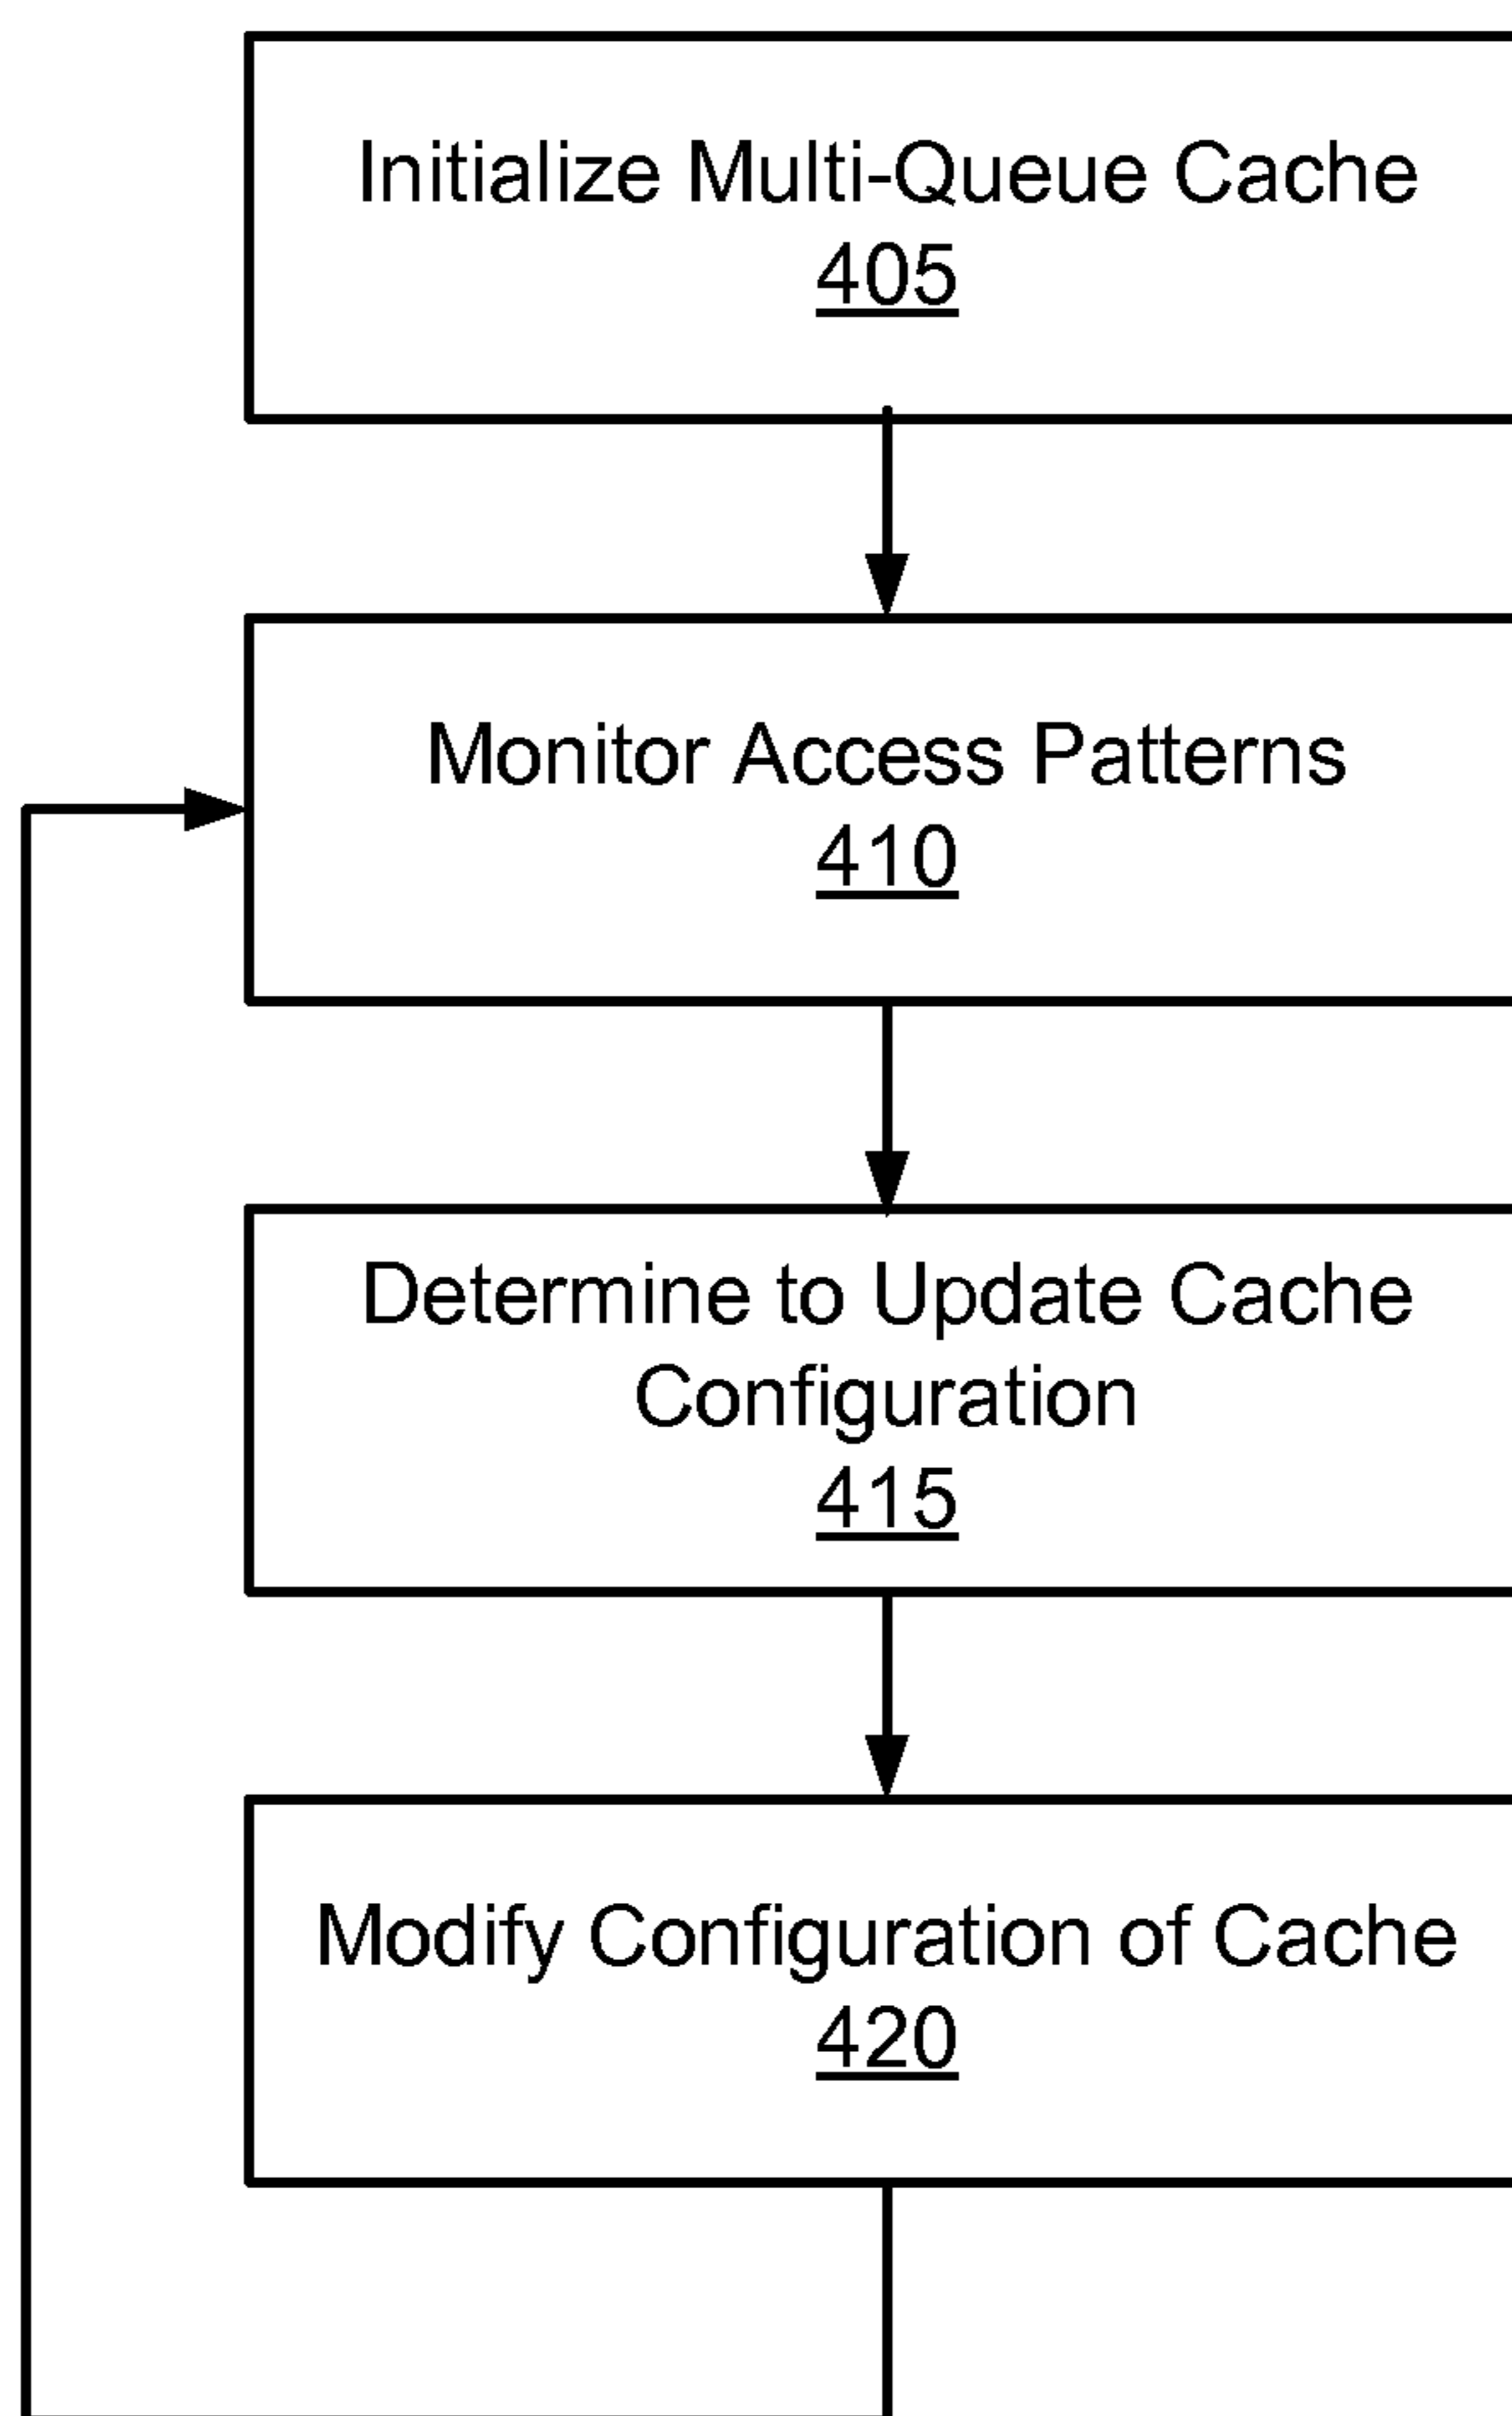 Initialize Multi-Queue Cache
405
Monitor Access Patterns
410
Determine to Update Cache
Configuration
415
Modify Configuration of Cache
420